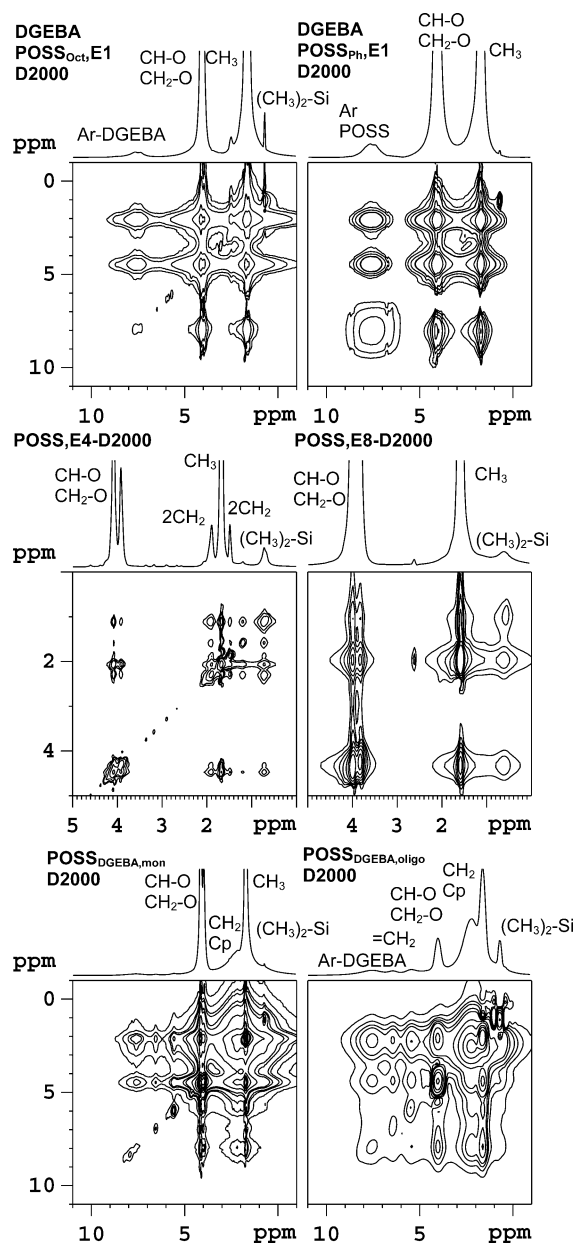 DGEBA
POSSOct,E1
D2000
CH-O
CH2-O
CH3
(CH3)2-Si
Ar-DGEBA
ppm
0
5
10
10 5 ppm
DGEBA
POSSPh,E1
D2000
CH-O
CH2-O
CH3
Ar
POSS
10 5 ppm
POSS,E4-D2000
CH-O
CH2-O
CH3
2CH2
2CH2
(CH3)2-Si
ppm
2
4
5 4 2 ppm
POSS,E8-D2000
CH-O
CH2-O
CH3
(CH3)2-Si
4 2 ppm
POSSDGEBA,mon
D2000
CH-O
CH2-O
CH3
CH2
Cp
(CH3)2-Si
ppm
0
5
10
10 5 ppm
POSSDGEBA,oligo
D2000
CH2
Cp
CH-O
CH2-O
=CH2
(CH3)2-Si
Ar-DGEBA
10 5 ppm